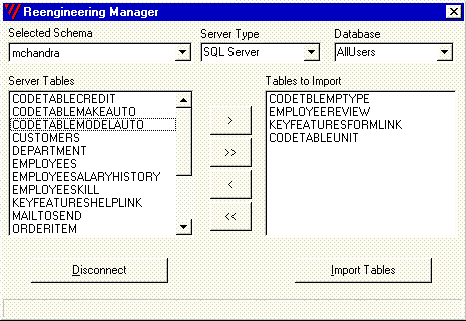 Reengineering Manager
Selected Schema Server Type Database
mchandra SQL Server AllUsers
Server Tables Tables to Import
CODETABLECREDIT CODETBLEMPTYPE
CODETABLEMAKEAUTO EMPLOYEEREVIEW
CODETABLEMODELAUTO KEYFEATURESFORMLINK
CUSTOMERS CODETABLEUNIT
DEPARTMENT
EMPLOYEES
EMPLOYEESALARYHISTORY
EMPLOYEESKILL
KEYFEATURESHELPLINK
MAILTOSEND
ORDERITEM
>
>>
<
<<
Disconnect Import Tables